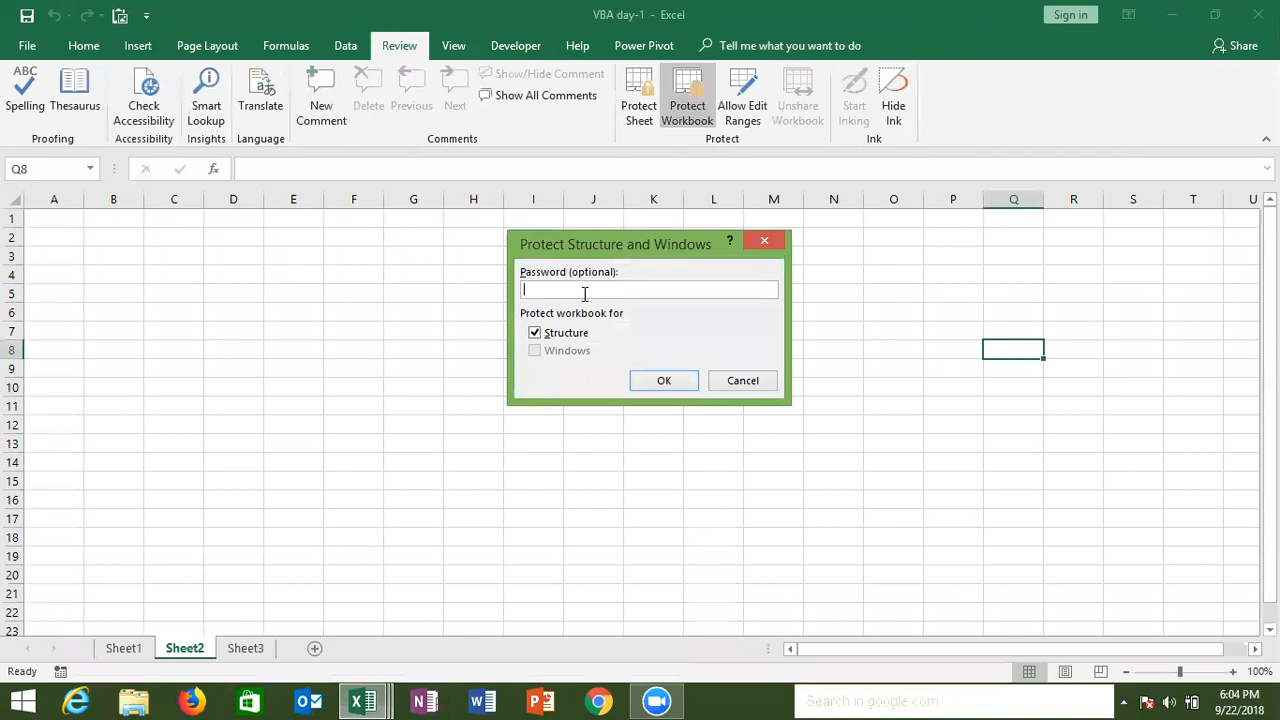 VBA day-1 - Excel
Sign in
File Home Insert Page Layout Formulas Data Review View Developer Help Power Pivot Tell me what you want to do Share
ABC
Spelling Thesaurus Check Accessibility Smart Lookup Translate New Comment Delete Previous Next Show/Hide Comment Show All Comments Protect Sheet Protect Workbook Allow Edit Ranges Unshare Workbook Start Inking Hide Ink
Proofing Accessibility Insights Language Comments Protect Ink
Q8 fx
A B C D E F G H I J K L M N O P Q R S T U
1
2
3
4
5
6
7
8
9
10
11
12
13
14
15
16
17
18
19
20
21
22
23
Protect Structure and Windows ?
Password (optional):
Protect workbook for
Structure
Windows
OK Cancel
Sheet1 Sheet2 Sheet3
Ready 100%
Search in google.com
6:04 PM
9/22/2018